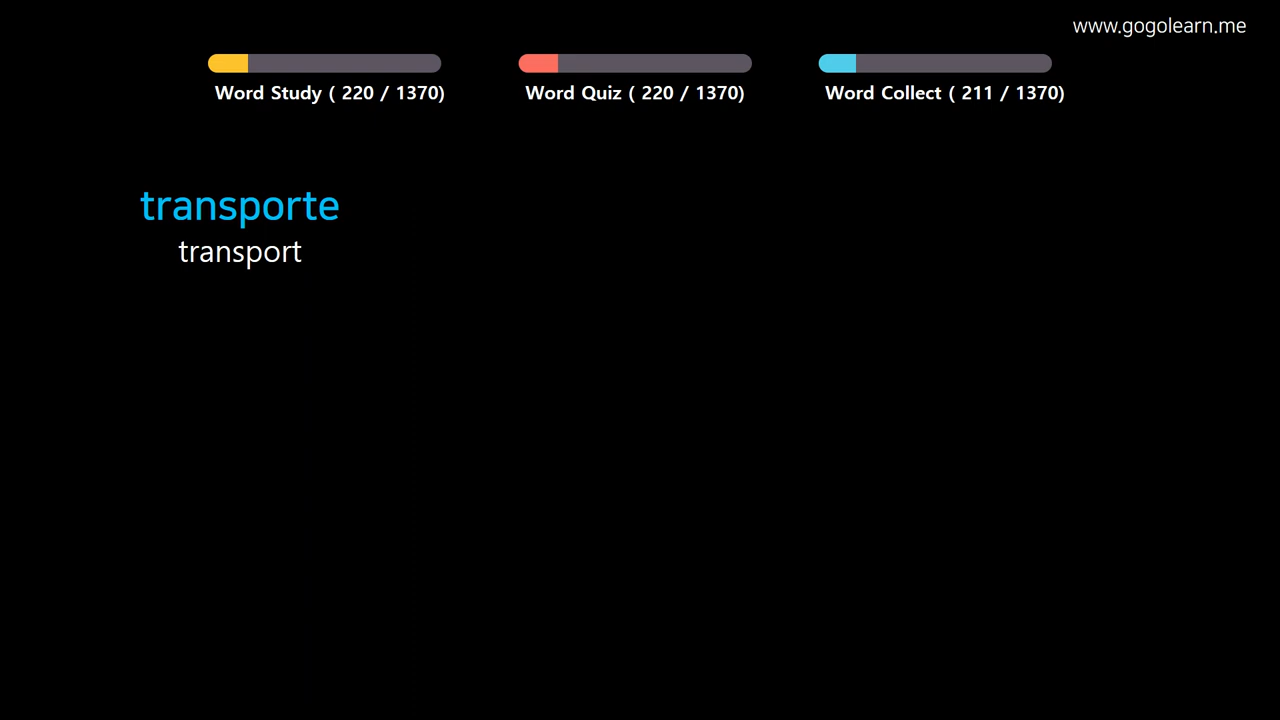 www.gogolearn.me
Word Study ( 220 / 1370)
Word Quiz ( 220 / 1370)
Word Collect ( 211 / 1370)
transporte
transport